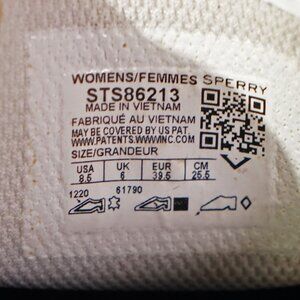 WOMENS/FEMMES SPERRY
STS86213
MADE IN VIETNAM
FABRIQUÉ AU VIETNAM
MAY BE COVERED BY US PAT.
WWW.PATENTS.WWWINC.COM
SIZE/GRANDEUR
USA UK EUR CM
8.5 6 39.5 25.5
1220 61790